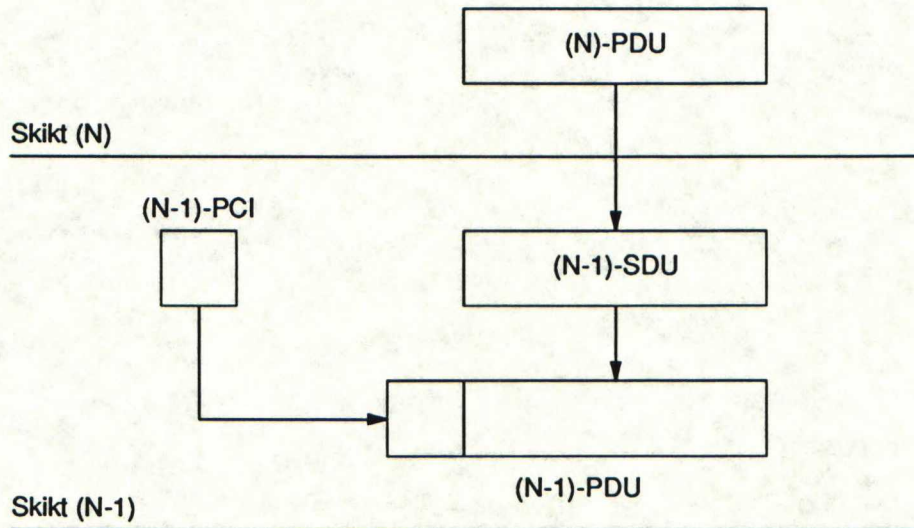 (N)-PDU
Skikt (N)
(N-1)-PCI
(N-1)-SDU
(N-1)-PDU
Skikt (N-1)